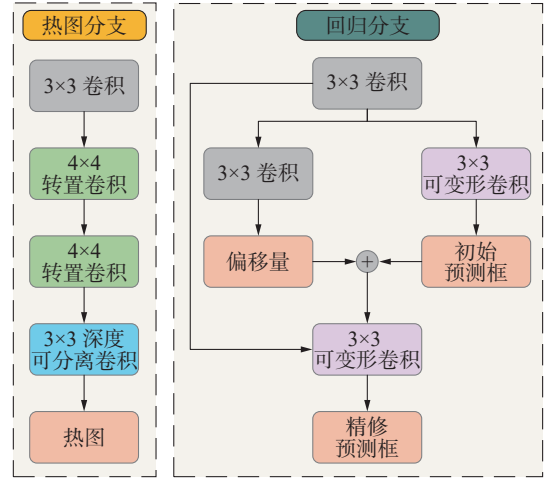 热图分支
3×3 卷积
4×4
转置卷积
4×4
转置卷积
3×3 深度
可分离卷积
热图
回归分支
3×3 卷积
3×3 卷积
3×3
可变形卷积
偏移量
+
初始
预测框
3×3
可变形卷积
精修
预测框